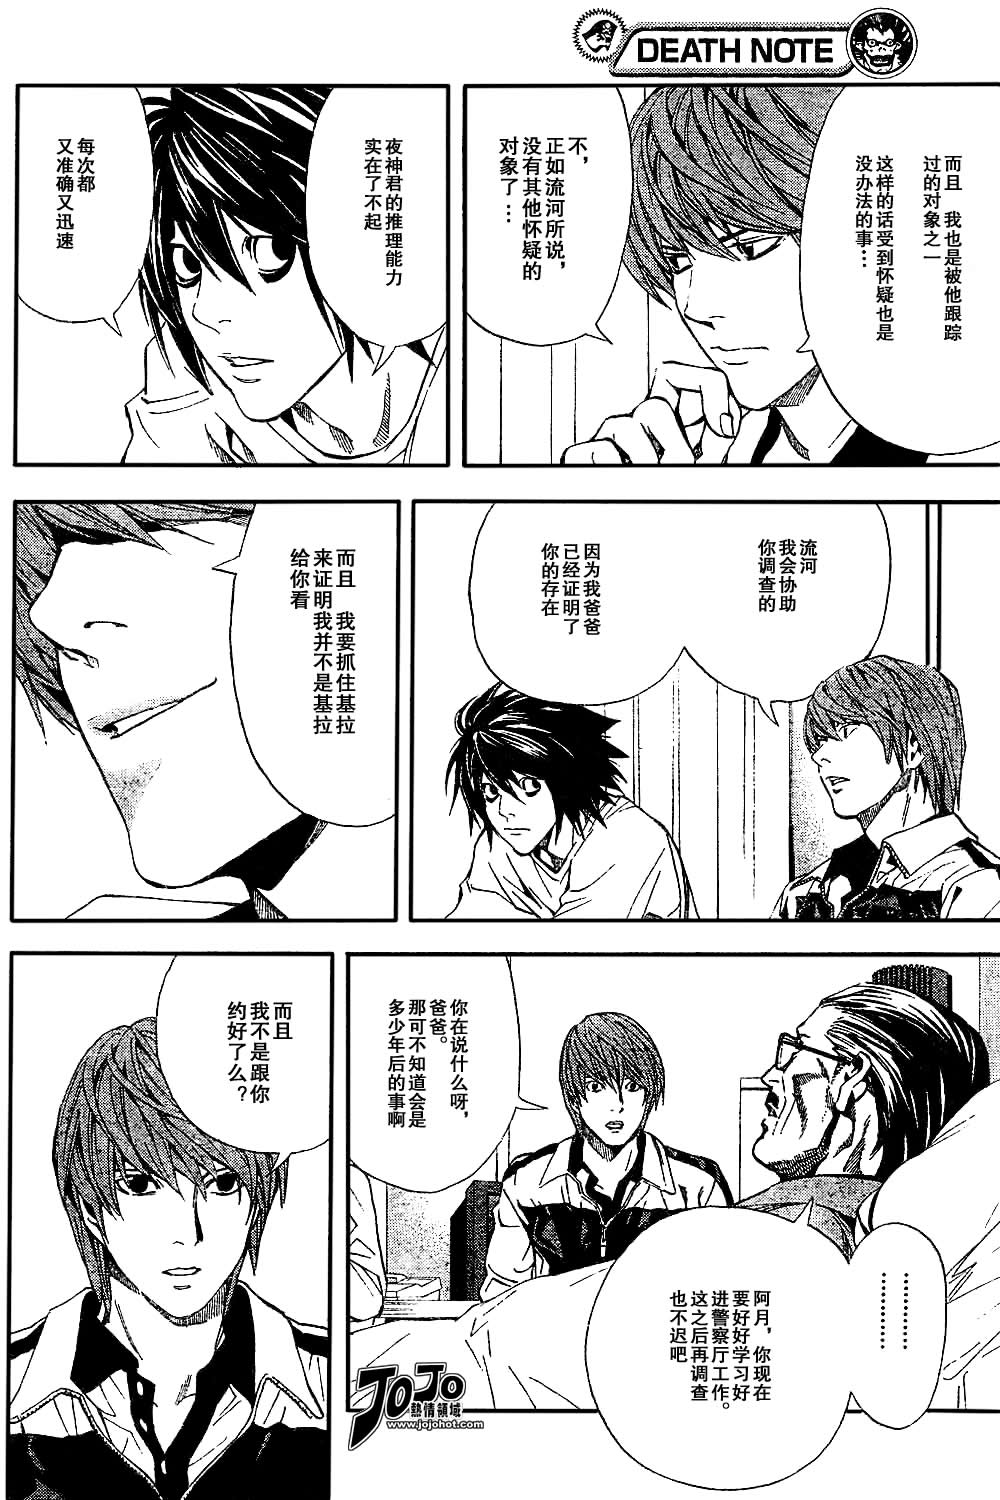 DEATH NOTE
而且 我也是被他跟踪
过的对象之一
这样的话受到怀疑也是
没办法的事…
不，
正如流河所说，
没有其他怀疑的
对象了…
夜神君的推理能力
实在了不起
每次都
又准确又迅速
流河
我会协助
你调查的
因为我爸爸
已经证明了
你的存在
而且 我要抓住基拉
来证明我并不是基拉
给你看
………
阿月，你现在
要好好学习好
进警察厅工作。
这之后再调查
也不迟吧
你在说什么呀，
爸爸。
那可不知道会是
多少年后的事啊
而且
我不是跟你
约好了么？
JOJO
熱情領域
www.jojohot.com